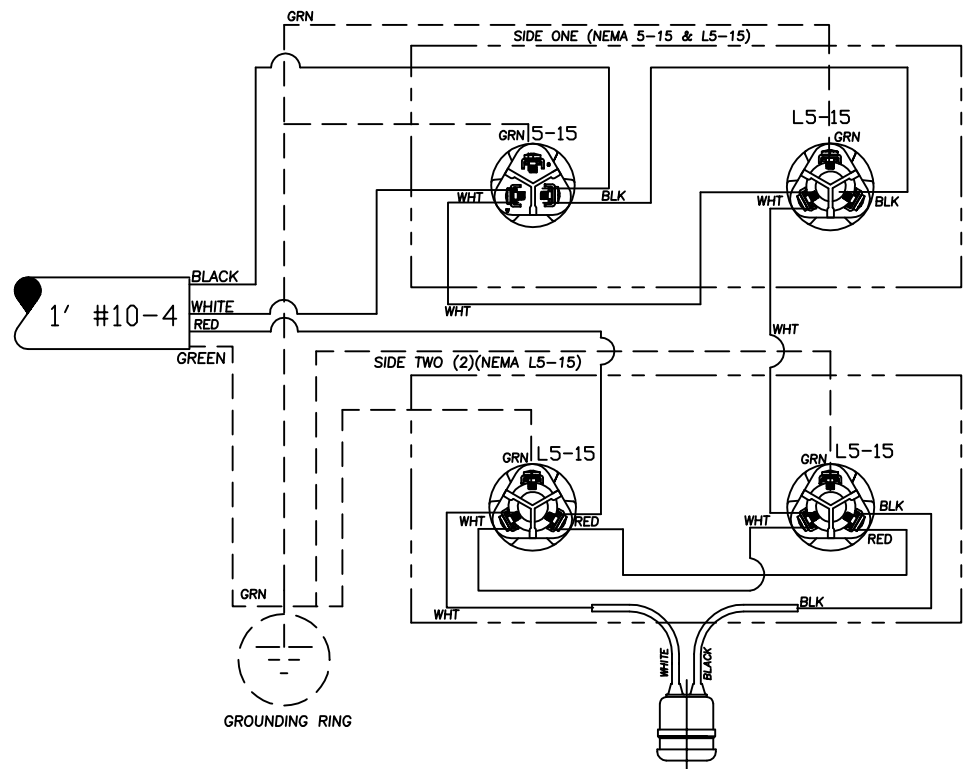 GRN
SIDE ONE (NEMA 5-15 & L5-15)
L5-15
GRN 5-15
GRN
WHT
BLK
WHT
BLK
BLACK
1' #10-4
WHITE
WHT
RED
WHT
GREEN
SIDE TWO (2)(NEMA L5-15)
GRN L5-15
GRN L5-15
WHT
RED
WHT
BLK
RED
GRN
WHT
BLK
WHITE
BLACK
GROUNDING RING